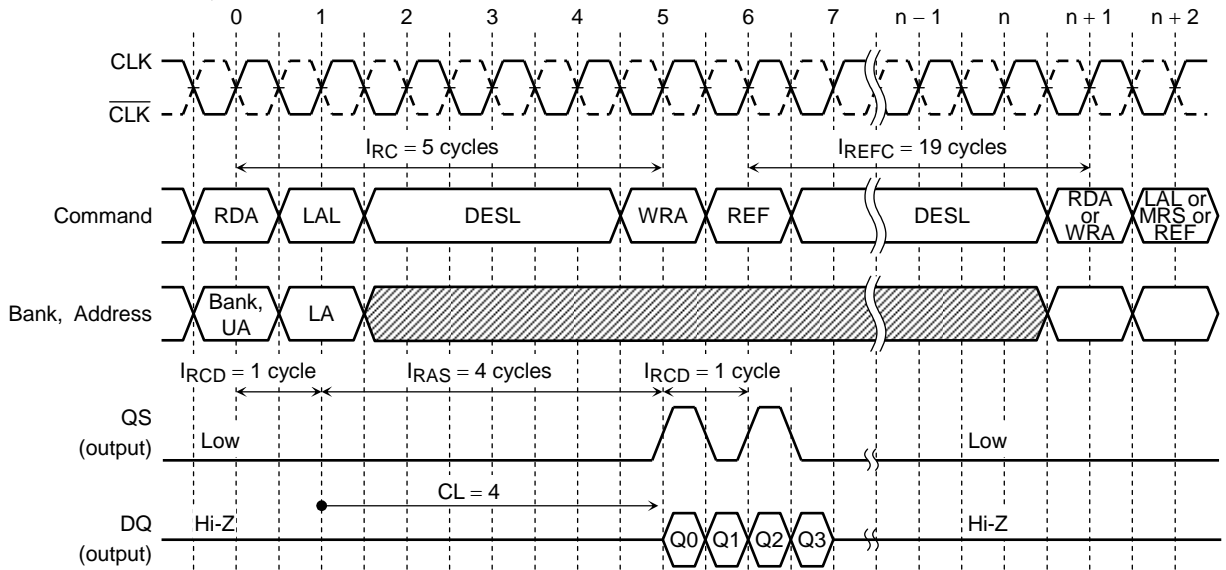 0 1 2 3 4 5 6 7 n − 1 n n + 1 n + 2
CLK
CLK
IRC = 5 cycles
IREFC = 19 cycles
Command
RDA
LAL
DESL
WRA
REF
DESL
RDA
or
WRA
LAL or
MRS or
REF
Bank, Address
Bank,
UA
LA
IRCD = 1 cycle
IRAS = 4 cycles
IRCD = 1 cycle
QS
(output)
Low
Low
CL = 4
DQ
(output)
Hi-Z
Q0 Q1 Q2 Q3
Hi-Z